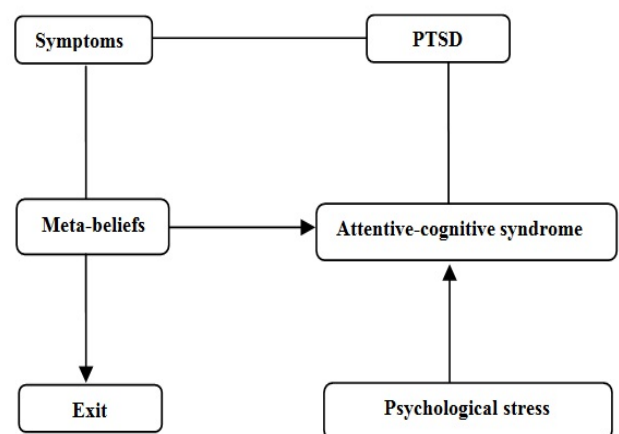 Symptoms
PTSD
Meta-beliefs
Attentive-cognitive syndrome
Exit
Psychological stress